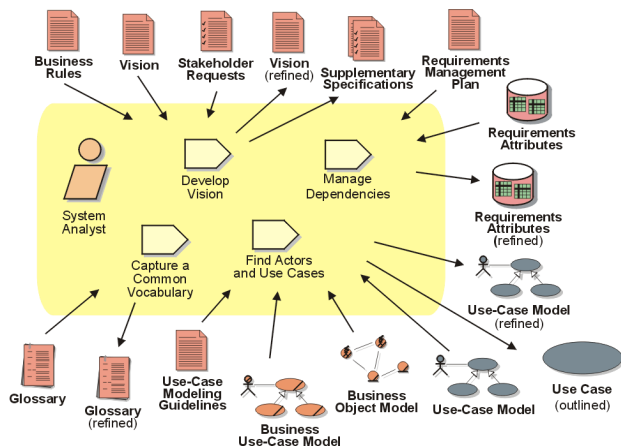 Business
Rules
Vision
Stakeholder
Requests
Vision
(refined)
Supplementary
Specifications
Requirements
Management
Plan
Requirements
Attributes
System
Analyst
Develop
Vision
Manage
Dependencies
Requirements
Attributes
(refined)
Capture a
Common
Vocabulary
Find Actors
and Use Cases
Use-Case Model
(refined)
Glossary
Glossary
(refined)
Use-Case
Modeling
Guidelines
Business
Use-Case Model
Business
Object Model
Use-Case Model
Use Case
(outlined)